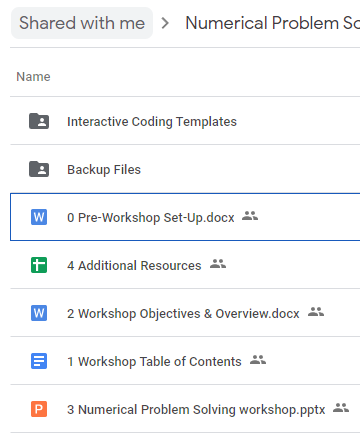 Shared with me > Numerical Problem So
Name
Interactive Coding Templates
Backup Files
W 0 Pre-Workshop Set-Up.docx
4 Additional Resources
W 2 Workshop Objectives & Overview.docx
1 Workshop Table of Contents
P 3 Numerical Problem Solving workshop.pptx